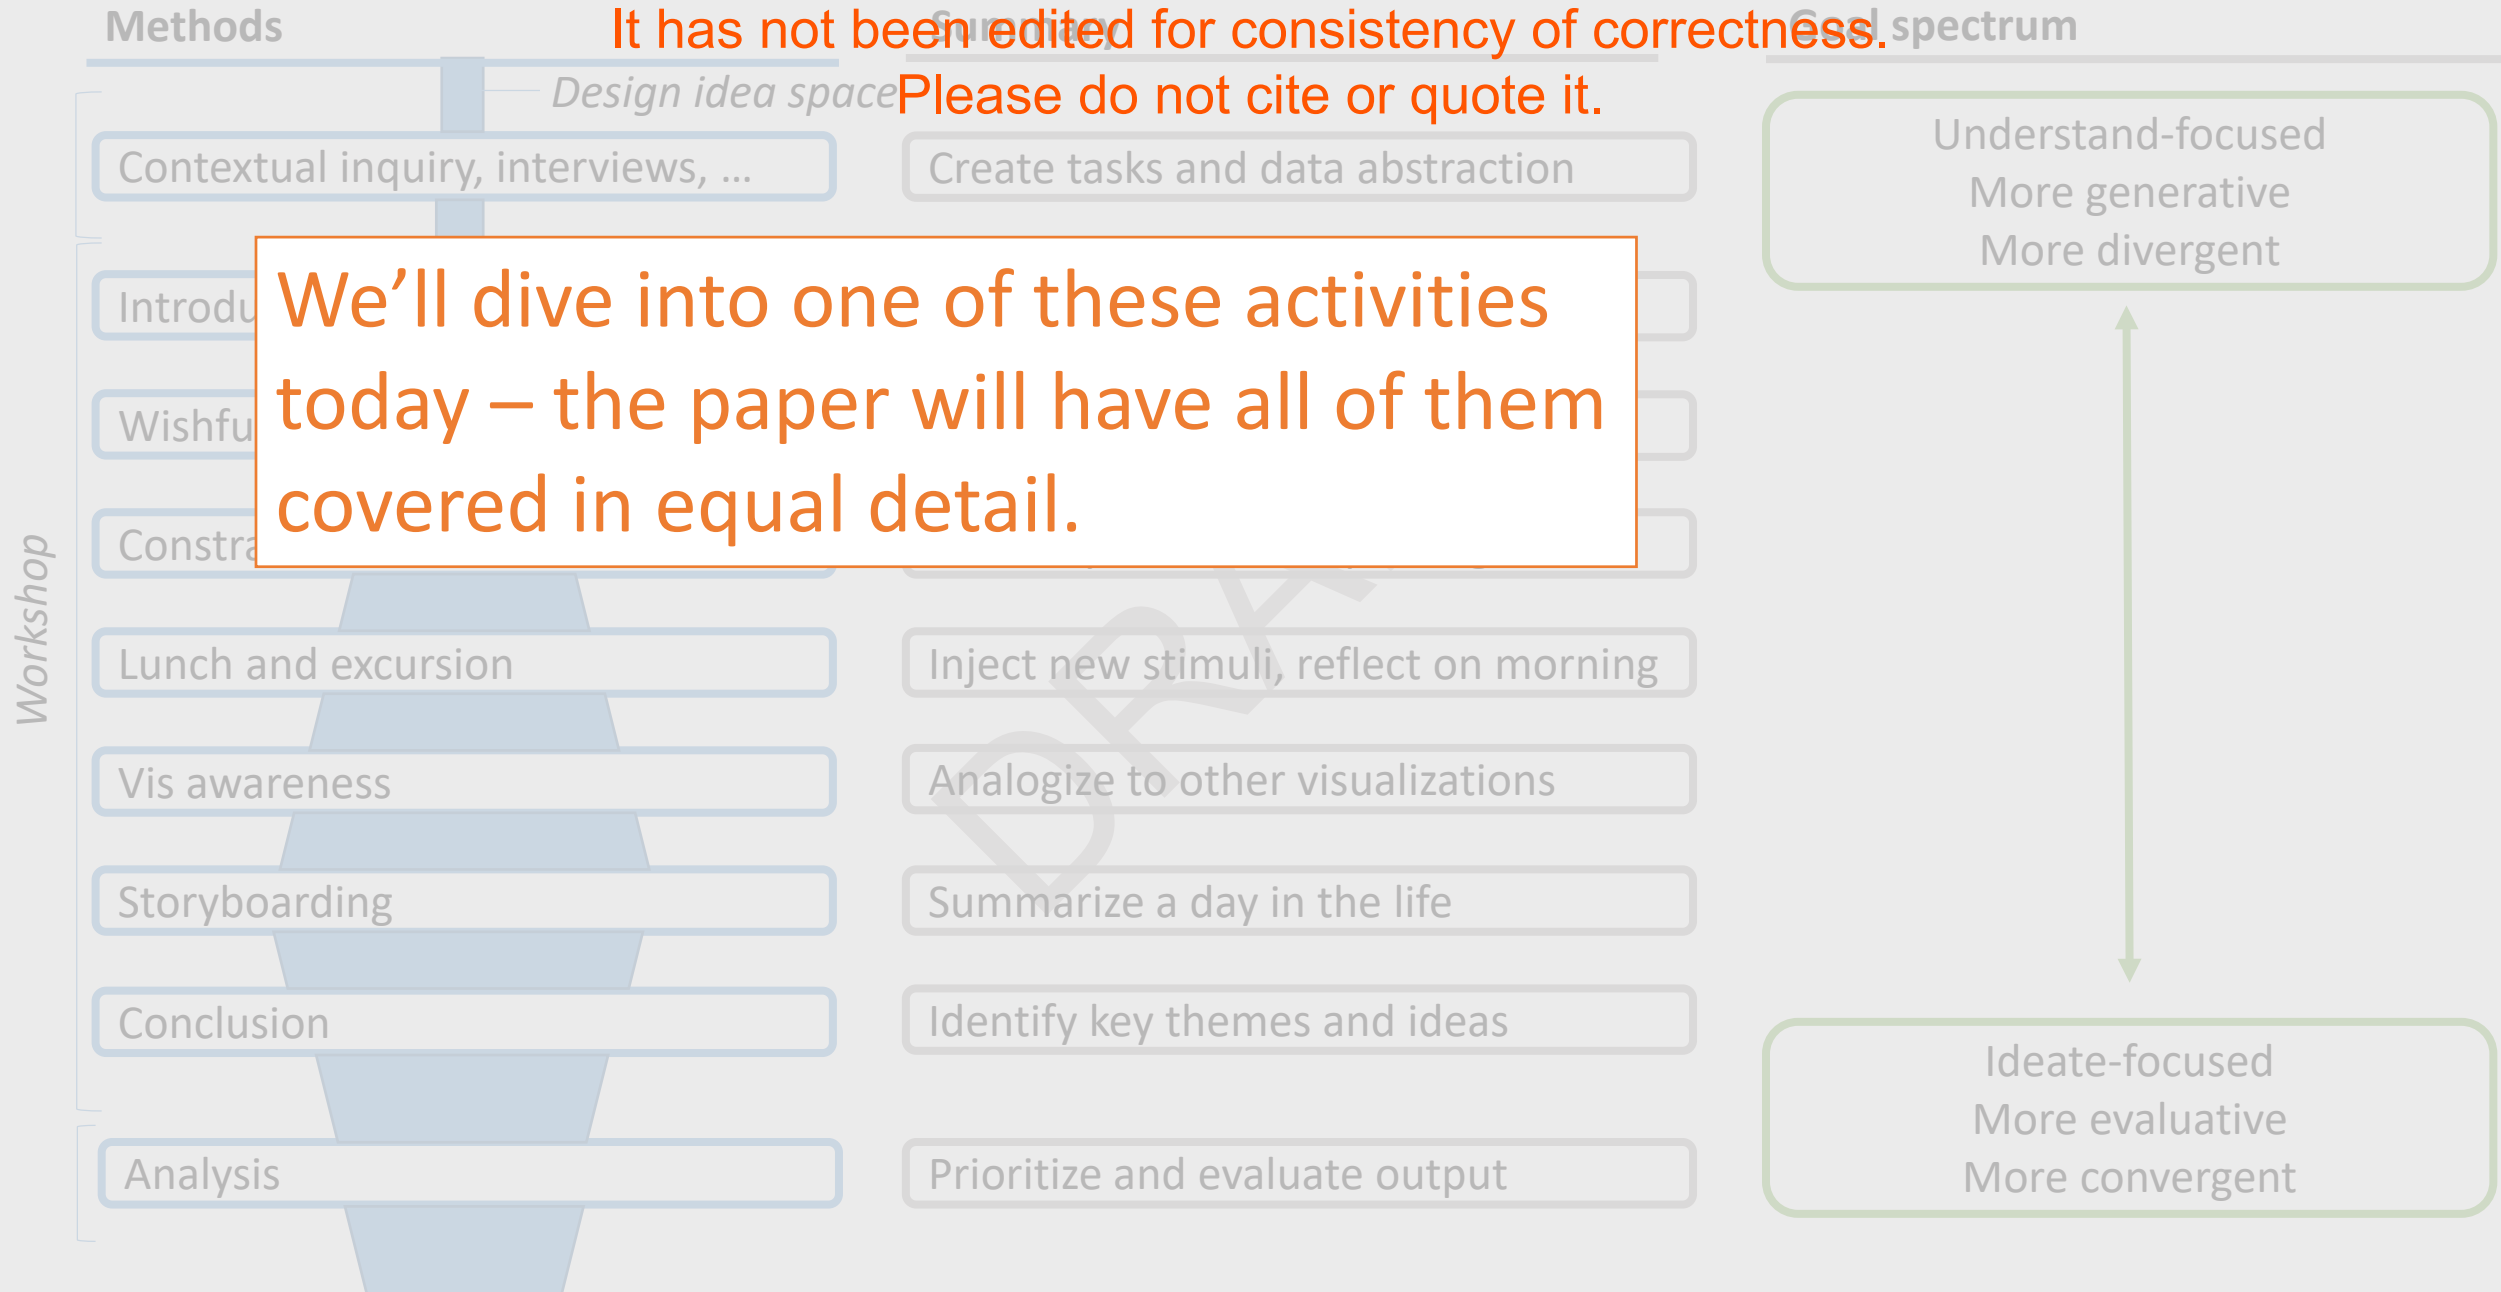 Methods
Summary
Goal spectrum
It has not been edited for consistency of correctness.
Please do not cite or quote it.
Design idea space
Workshop
Contextual inquiry, interviews, ...
Create tasks and data abstraction
Understand-focused
More generative
More divergent
We’ll dive into one of these activities
today – the paper will have all of them
covered in equal detail.
Lunch and excursion
Inject new stimuli, reflect on morning
Vis awareness
Analogize to other visualizations
Storyboarding
Summarize a day in the life
Conclusion
Identify key themes and ideas
Ideate-focused
More evaluative
More convergent
Analysis
Prioritize and evaluate output